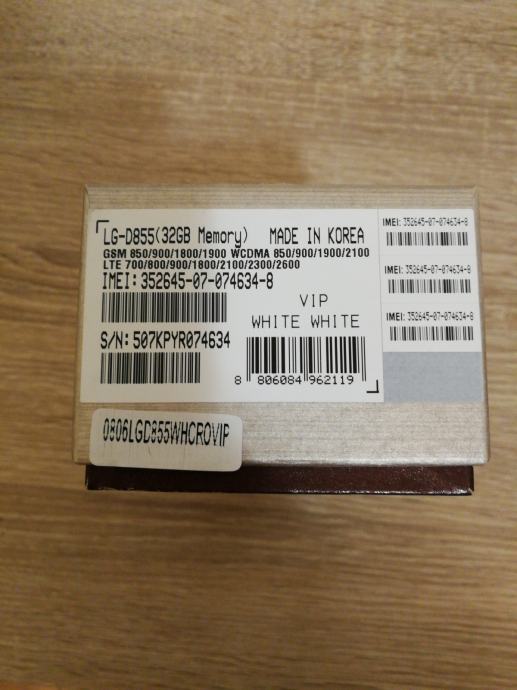 LG-D855(32GB Memory) MADE IN KOREA
GSM 850/900/1800/1900 WCDMA 850/900/1900/2100
LTE 700/800/900/1800/2100/2300/2600
IMEI: 352645-07-074634-8
VIP
WHITE WHITE
S/N: 507KPYR074634
8 806084 962119
IMEI: 352645-07-074634-8
IMEI: 352645-07-074634-8
IMEI: 352645-07-074634-8
0806LGD855WHCROVIP